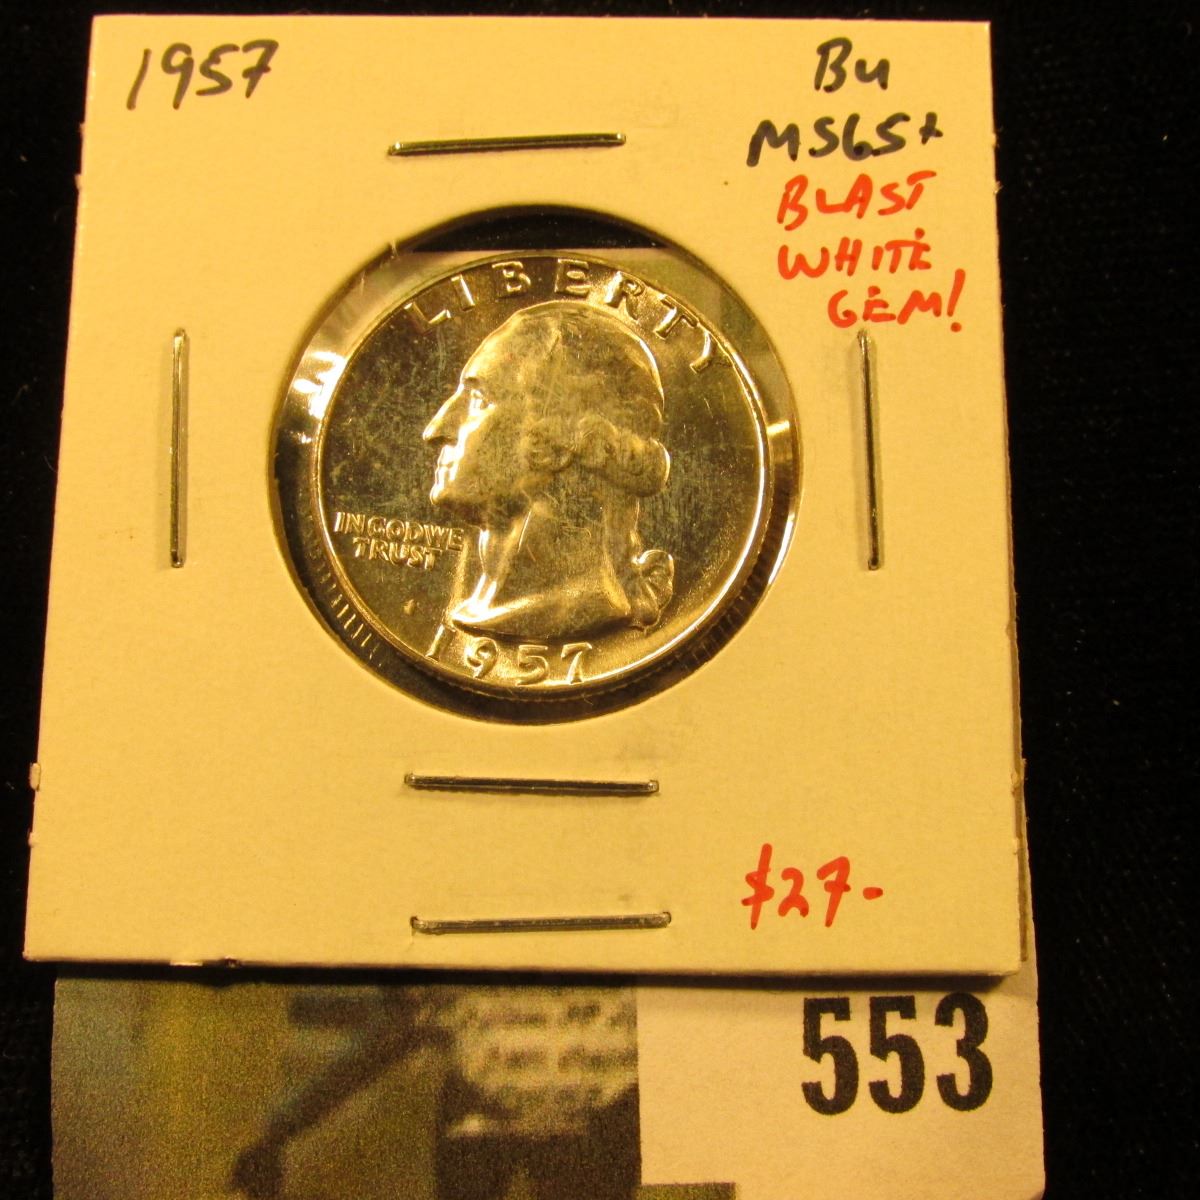 1957
Bu
MS65+
BLAST
WHITE
GEM!
LIBERTY
IN GOD WE
TRUST
1957
$27-
553